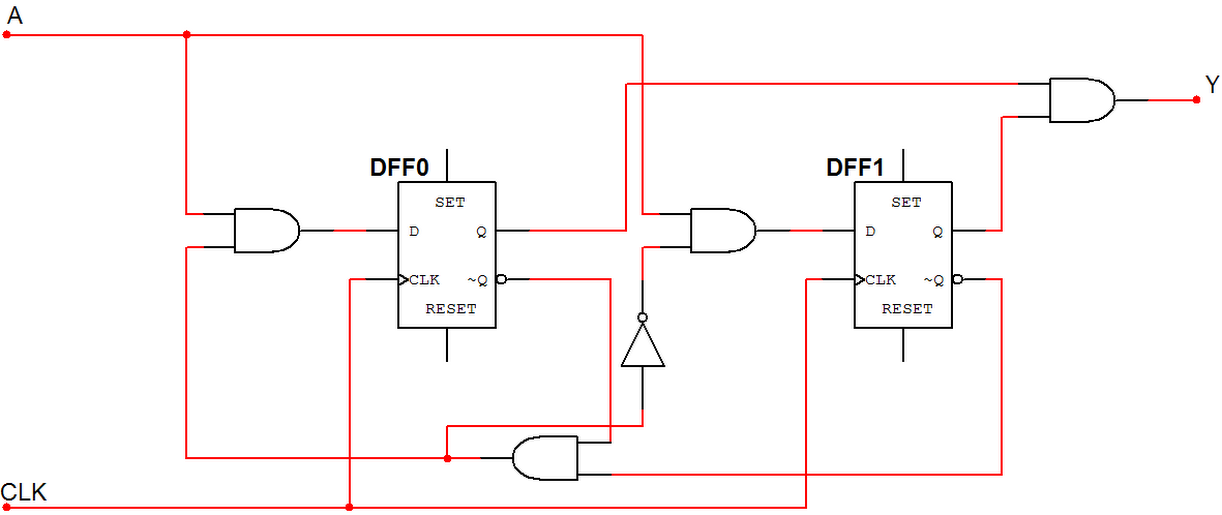 A
Y
DFF0
DFF1
SET
SET
D
Q
D
Q
CLK
~Q
CLK
~Q
RESET
RESET
CLK